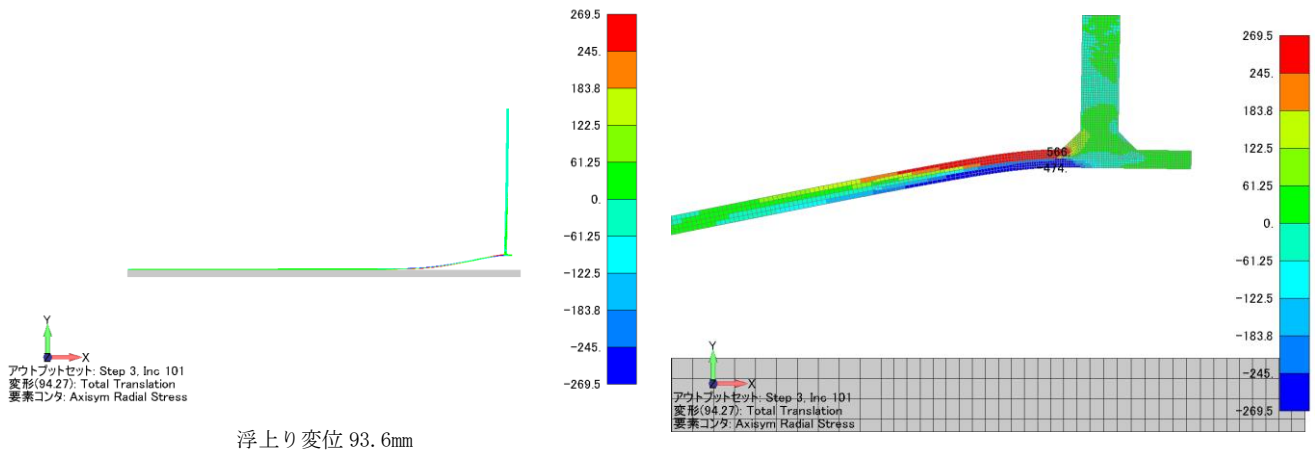 269.5
245.
183.8
122.5
61.25
0.
-61.25
-122.5
-183.8
-245.
-269.5
Y
X
アウトプットセット: Step 3, Inc 101
変形(94.27): Total Translation
要素コンタ: Axisym Radial Stress
浮上り変位 93.6mm
269.5
245.
183.8
122.5
61.25
0.
-61.25
-122.5
-183.8
-245.
-269.5
566.
-474.
Y
X
アウトプットセット: Step 3, Inc 101
変形(94.27): Total Translation
要素コンタ: Axisym Radial Stress